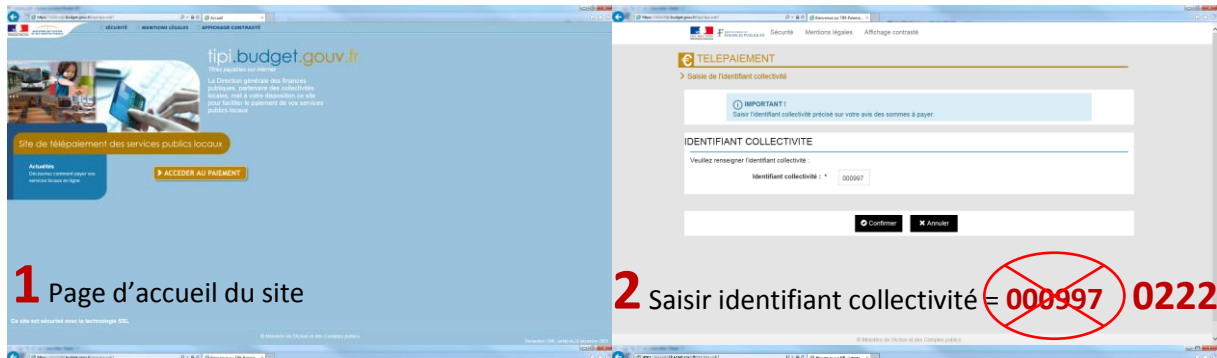 SÉCURITÉ :: MENTIONS LÉGALES :: AFFICHAGE CONTRASTÉ
tipi.budget.gouv.fr
Titres payables sur internet
La Direction générale des finances
publiques, partenaire des collectivités
locales, met à votre disposition ce site
pour faciliter le paiement de vos services
publics locaux
Site de télépaiement des services publics locaux
Actualités
Découvrez comment payer vos
services locaux en ligne.
ACCEDER AU PAIEMENT
1 Page d’accueil du site
Ce site est sécurisé avec la technologie SSL.
Sécurité Mentions légales Affichage contrasté
TELEPAIEMENT
> Saisie de l'identifiant collectivité
IMPORTANT !
Saisir l'identifiant collectivité précisé sur votre avis des sommes à payer.
IDENTIFIANT COLLECTIVITE
Veuillez renseigner l'identifiant collectivité :
Identifiant collectivité : * 000997
Confirmer Annuler
2 Saisir identifiant collectivité = 000997 0222